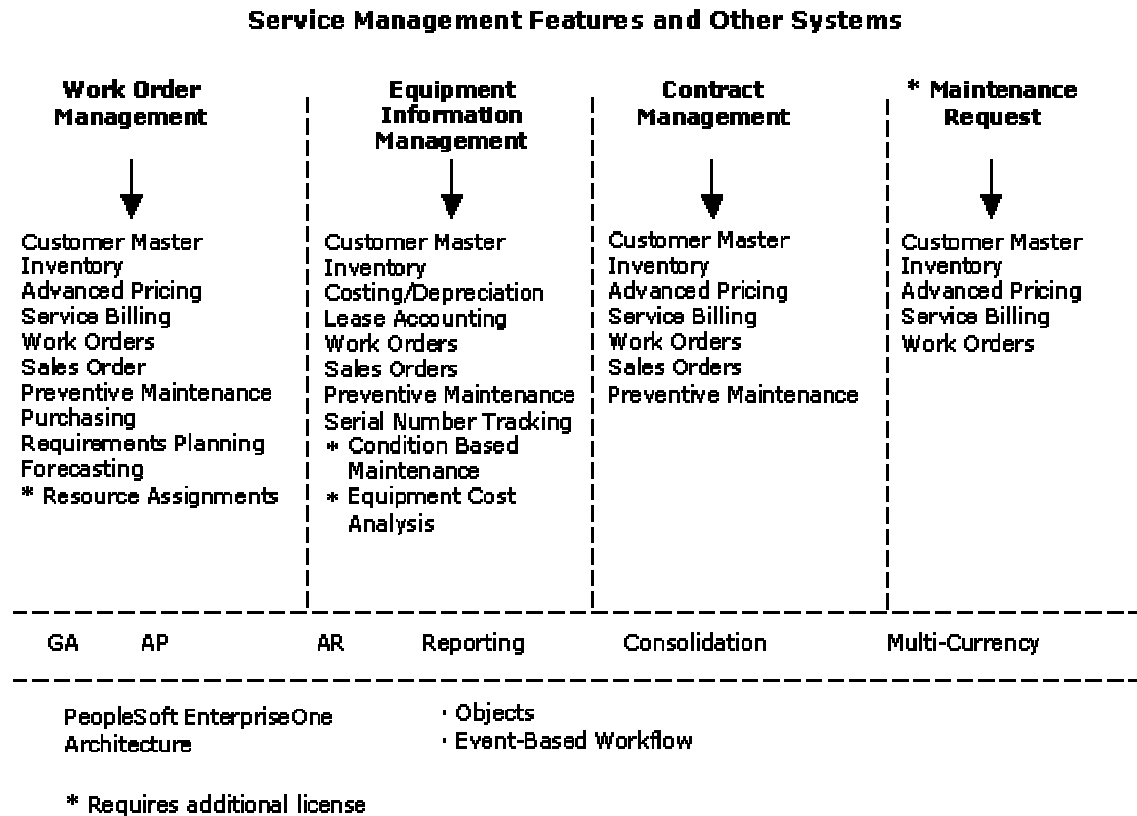 Service Management Features and Other Systems
Work Order
Management
Customer Master
Inventory
Advanced Pricing
Service Billing
Work Orders
Sales Order
Preventive Maintenance
Purchasing
Requirements Planning
Forecasting
* Resource Assignments
Equipment
Information
Management
Customer Master
Inventory
Costing/Depreciation
Lease Accounting
Work Orders
Sales Orders
Preventive Maintenance
Serial Number Tracking
* Condition Based
Maintenance
* Equipment Cost
Analysis
Contract
Management
Customer Master
Inventory
Advanced Pricing
Service Billing
Work Orders
Sales Orders
Preventive Maintenance
* Maintenance
Request
Customer Master
Inventory
Advanced Pricing
Service Billing
Work Orders
GA AP AR Reporting Consolidation Multi-Currency
PeopleSoft EnterpriseOne
Architecture
· Objects
· Event-Based Workflow
* Requires additional license